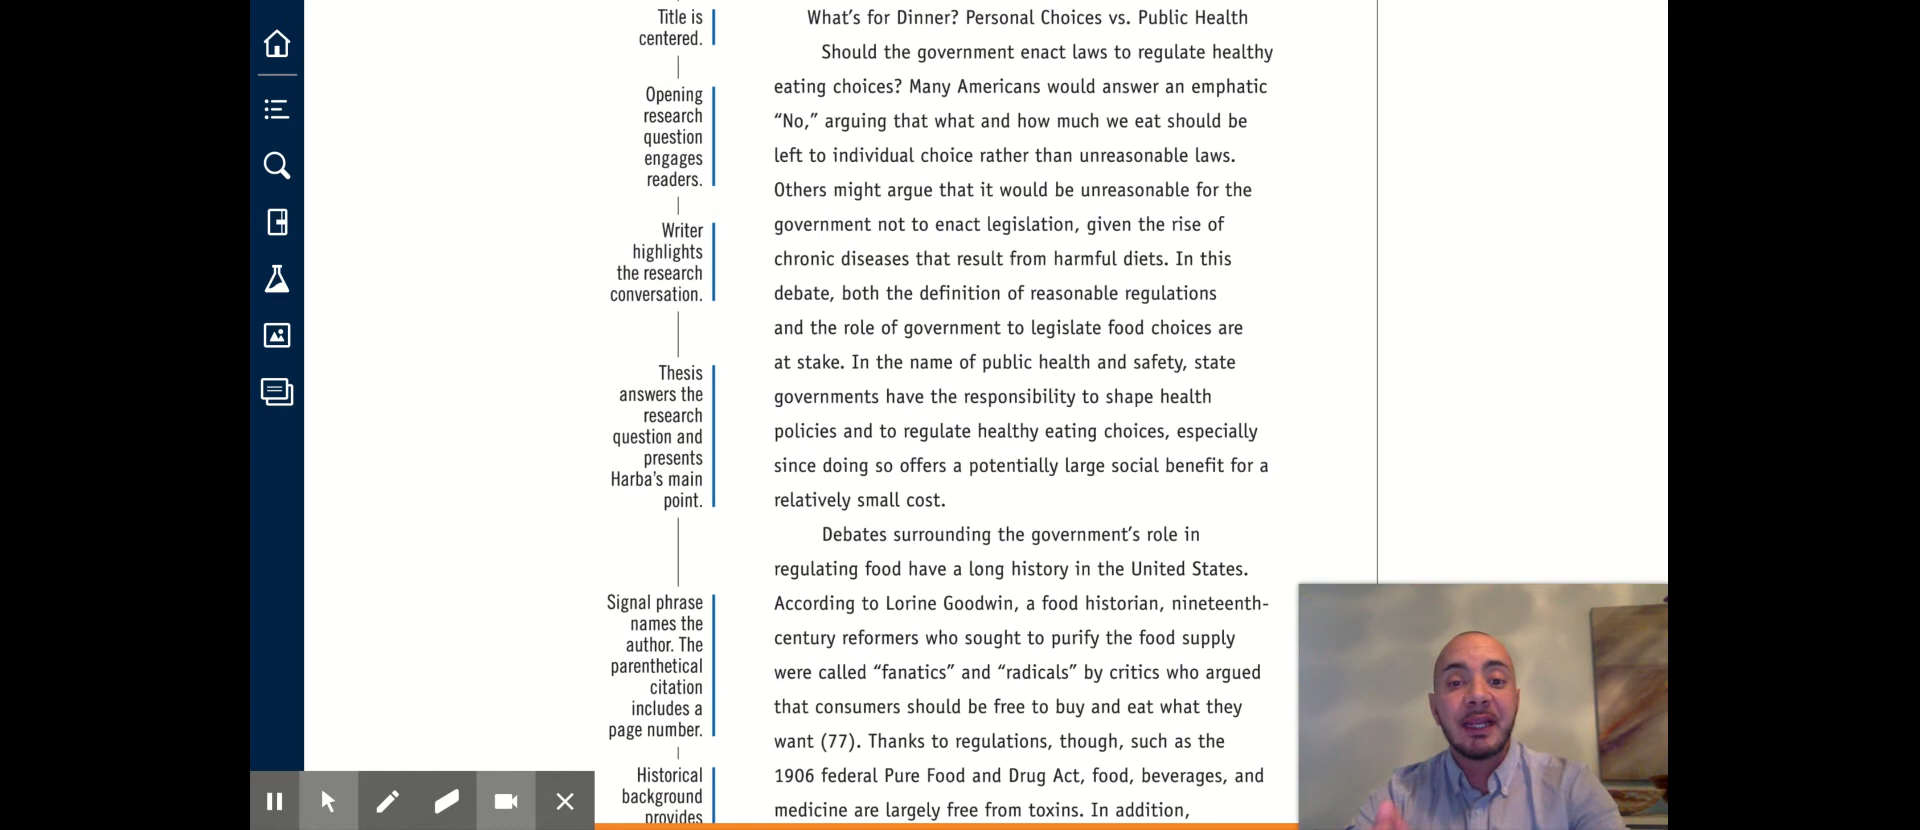 Title is
centered.
Opening
research
question
engages
readers.
Writer
highlights
the research
conversation.
Thesis
answers the
research
question and
presents
Harba's main
point.
Signal phrase
names the
author. The
parenthetical
citation
includes a
page number.
Historical
background
provides
What's for Dinner? Personal Choices vs. Public Health
Should the government enact laws to regulate healthy
eating choices? Many Americans would answer an emphatic
“No,” arguing that what and how much we eat should be
left to individual choice rather than unreasonable laws.
Others might argue that it would be unreasonable for the
government not to enact legislation, given the rise of
chronic diseases that result from harmful diets. In this
debate, both the definition of reasonable regulations
and the role of government to legislate food choices are
at stake. In the name of public health and safety, state
governments have the responsibility to shape health
policies and to regulate healthy eating choices, especially
since doing so offers a potentially large social benefit for a
relatively small cost.
Debates surrounding the government's role in
regulating food have a long history in the United States.
According to Lorine Goodwin, a food historian, nineteenth-
century reformers who sought to purify the food supply
were called “fanatics” and “radicals” by critics who argued
that consumers should be free to buy and eat what they
want (77). Thanks to regulations, though, such as the
1906 federal Pure Food and Drug Act, food, beverages, and
medicine are largely free from toxins. In addition,